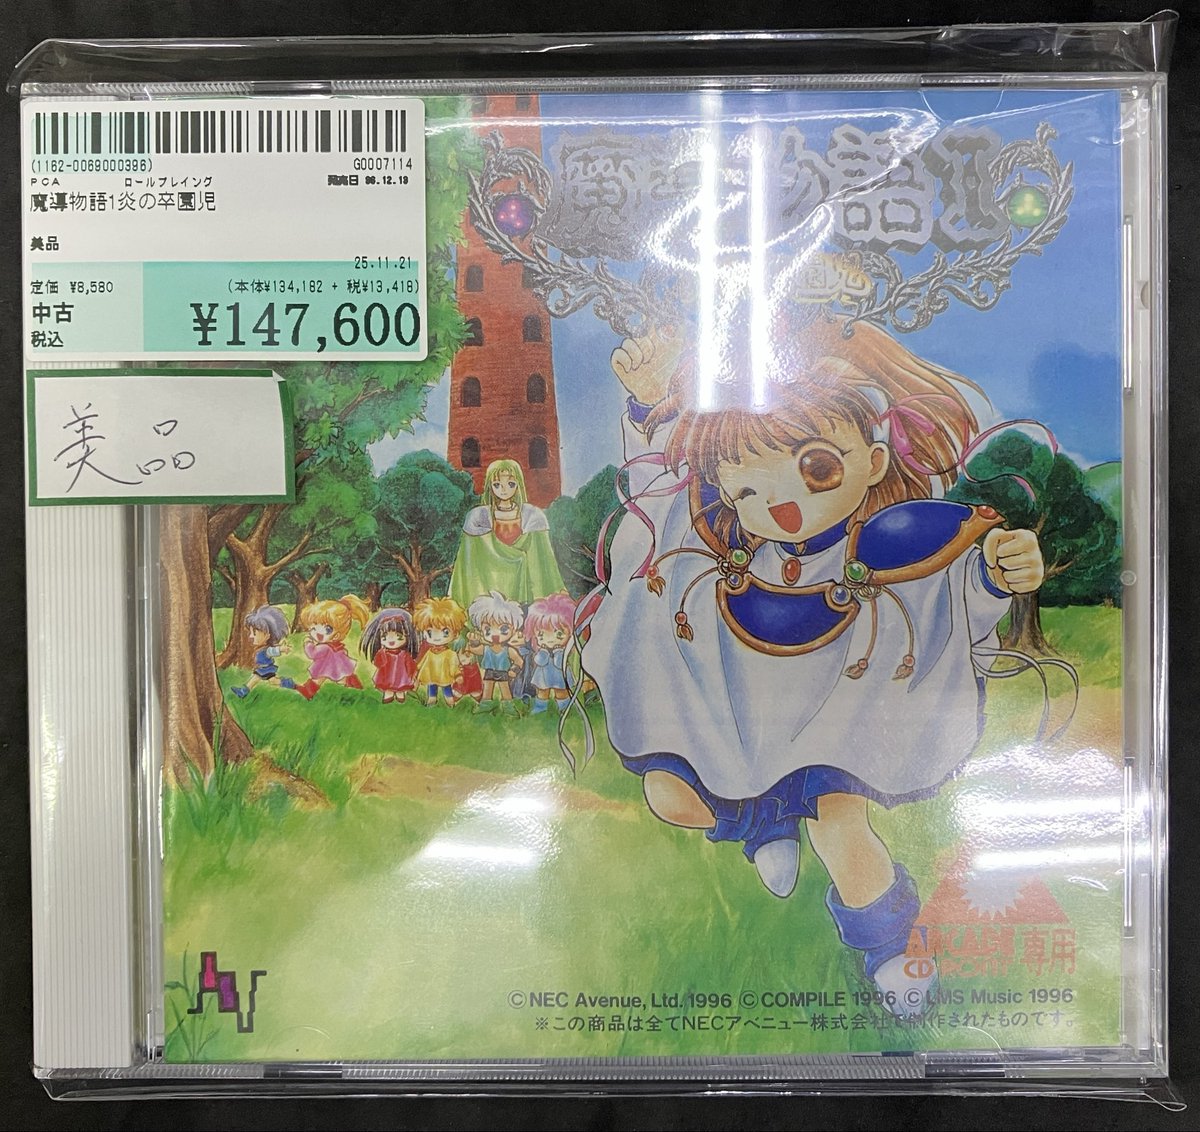 (1162-0069000396) G0007114
PCA ロールプレイング 発売日 96.12.13
魔導物語1炎の卒園児
美品
25.11.21
定価 ¥8,580 (本体¥134,182 + 税¥13,418)
中古 ¥147,600
税込
美品
魔導物語I
園児
ARCADE
CD-ROM 専用
©NEC Avenue, Ltd. 1996 ©COMPILE 1996 ©LMS Music 1996
※この商品は全てNECアベニュー株式会社で制作されたものです。